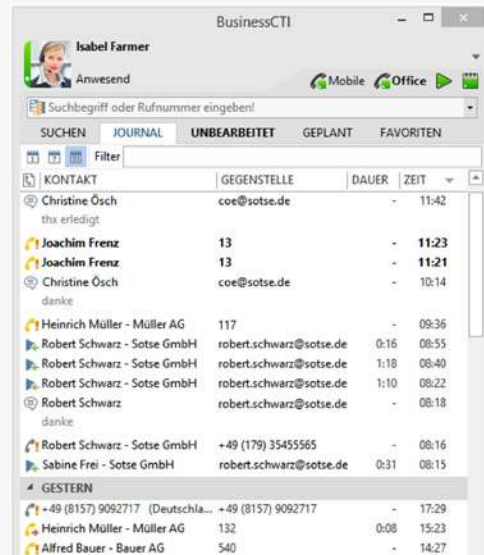 BusinessCTI
Isabel Farmer
Anwesend
Mobile Office
Suchbegriff oder Rufnummer eingeben!
SUCHEN JOURNAL UNBEARBEITET GEPLANT FAVORITEN
1 7 31 Filter
KONTAKT GEGENSTELLE DAUER ZEIT
Christine Ösch coe@sotse.de - 11:42
thx erledigt
Joachim Frenz 13 - 11:23
Joachim Frenz 13 - 11:21
Christine Ösch coe@sotse.de - 10:14
danke
Heinrich Müller - Müller AG 117 - 09:36
Robert Schwarz - Sotse GmbH robert.schwarz@sotse.de 0:16 08:55
Robert Schwarz - Sotse GmbH robert.schwarz@sotse.de 1:18 08:40
Robert Schwarz - Sotse GmbH robert.schwarz@sotse.de 1:10 08:22
Robert Schwarz robert.schwarz@sotse.de - 08:18
danke
Robert Schwarz - Sotse GmbH +49 (179) 35455565 - 08:16
Sabine Frei - Sotse GmbH robert.schwarz@sotse.de 0:31 08:15
GESTERN
+49 (8157) 9092717 (Deutschla... +49 (8157) 9092717 - 17:29
Heinrich Müller - Müller AG 132 0:08 15:23
Alfred Bauer - Bauer AG 540 - 14:27